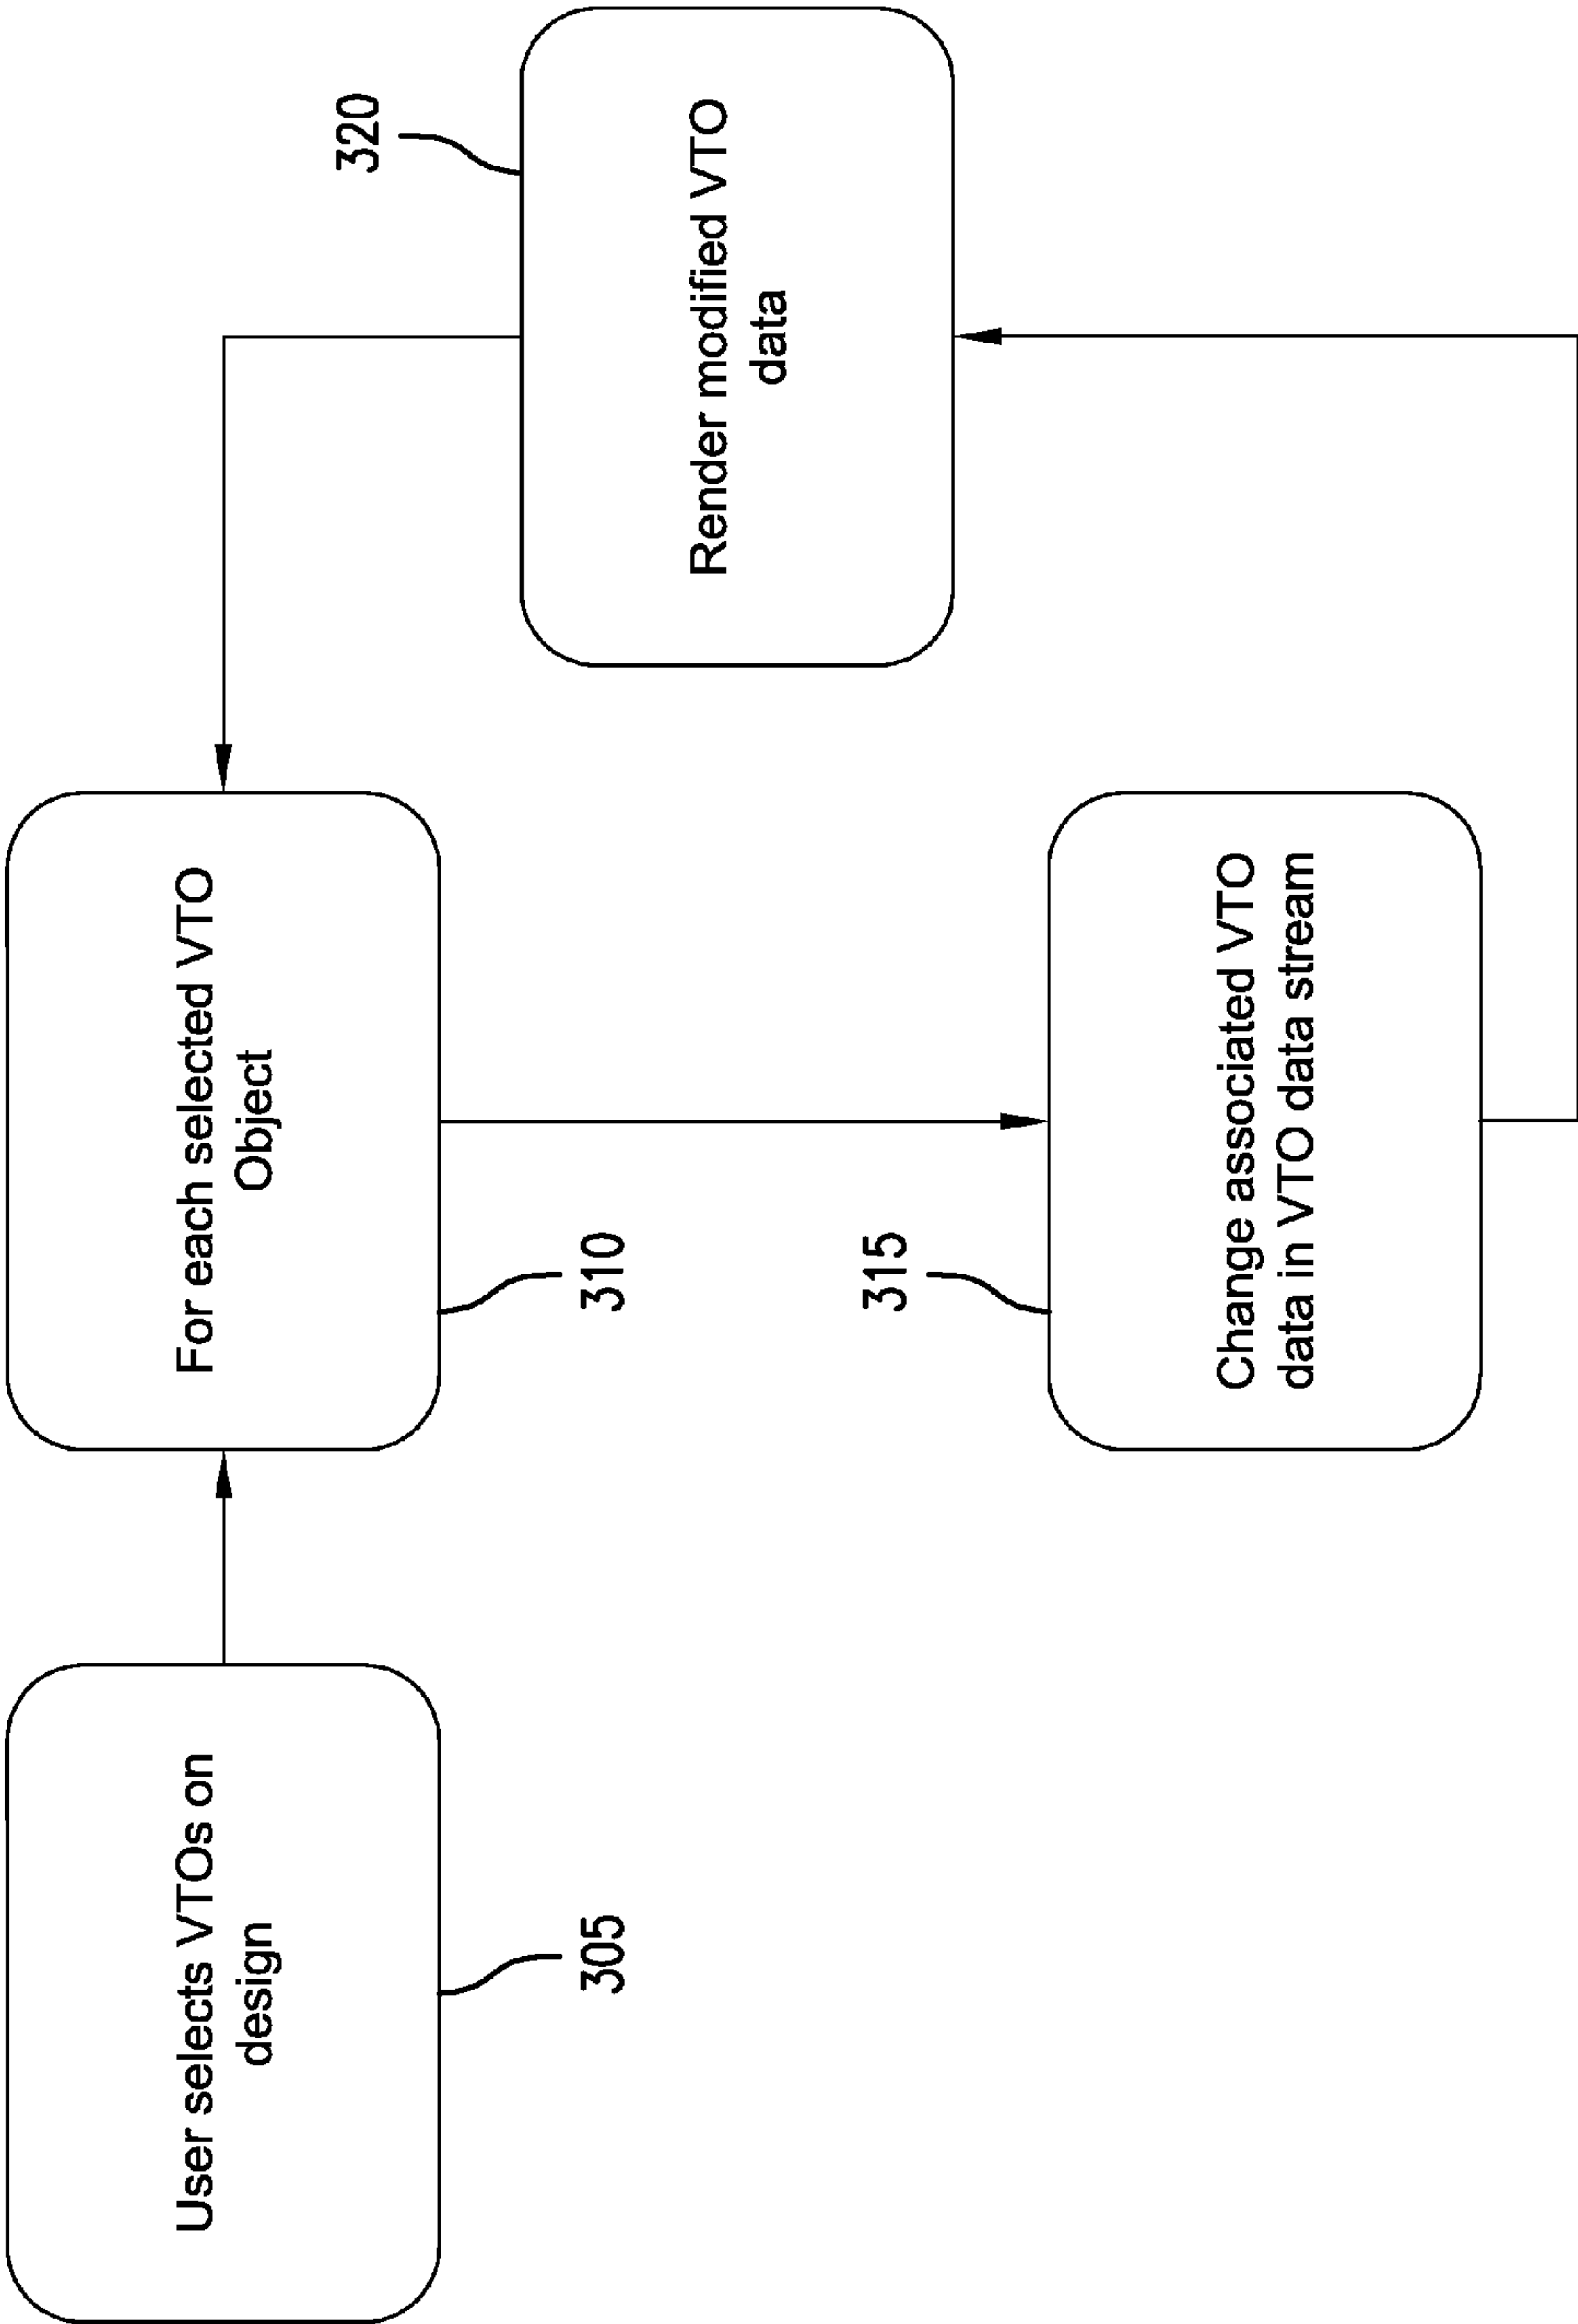 User selects VTOs on
design
305
For each selected VTO
Object
310
315
Change associated VTO
data in VTO data stream
320
Render modified VTO
data